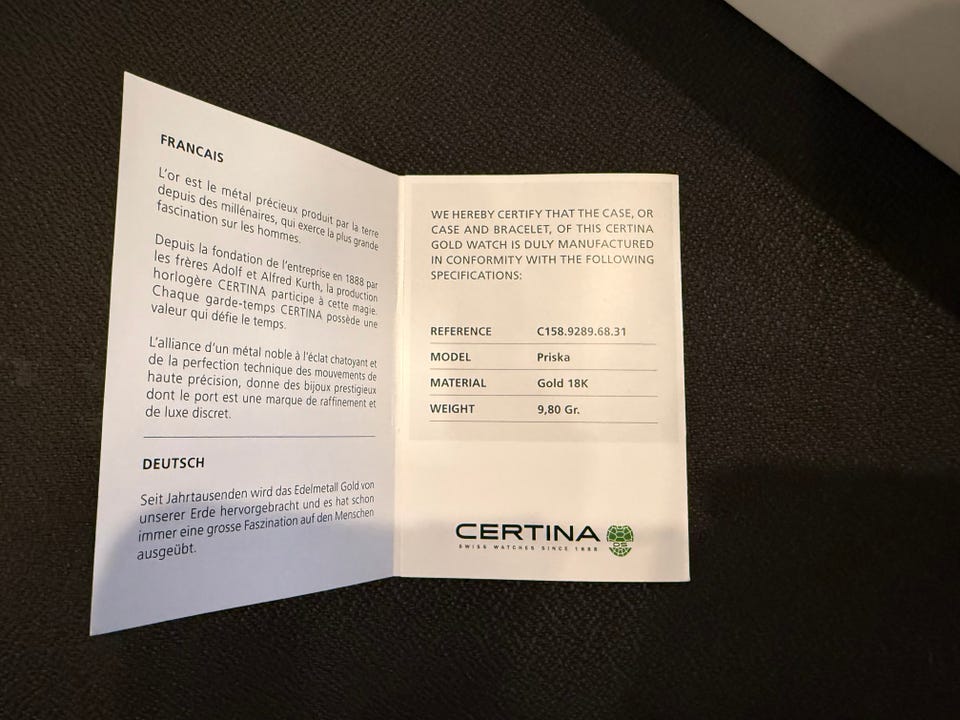 FRANCAIS
L'or est le métal précieux produit par la terre
depuis des millénaires, qui exerce la plus grande
fascination sur les hommes.
Depuis la fondation de l'entreprise en 1888 par
les frères Adolf et Alfred Kurth, la production
horlogère CERTINA participe à cette magie.
Chaque garde-temps CERTINA possède une
valeur qui défie le temps.
L'alliance d'un métal noble à l'éclat chatoyant et
de la perfection technique des mouvements de
haute précision, donne des bijoux prestigieux
dont le port est une marque de raffinement et
de luxe discret.
DEUTSCH
Seit Jahrtausenden wird das Edelmetall Gold von
unserer Erde hervorgebracht und es hat schon
immer eine grosse Faszination auf den Menschen
ausgeübt.
WE HEREBY CERTIFY THAT THE CASE, OR
CASE AND BRACELET, OF THIS CERTINA
GOLD WATCH IS DULY MANUFACTURED
IN CONFORMITY WITH THE FOLLOWING
SPECIFICATIONS:
REFERENCE C158.9289.68.31
MODEL Priska
MATERIAL Gold 18K
WEIGHT 9,80 Gr.
CERTINA
SWISS WATCHES SINCE 1888
DS